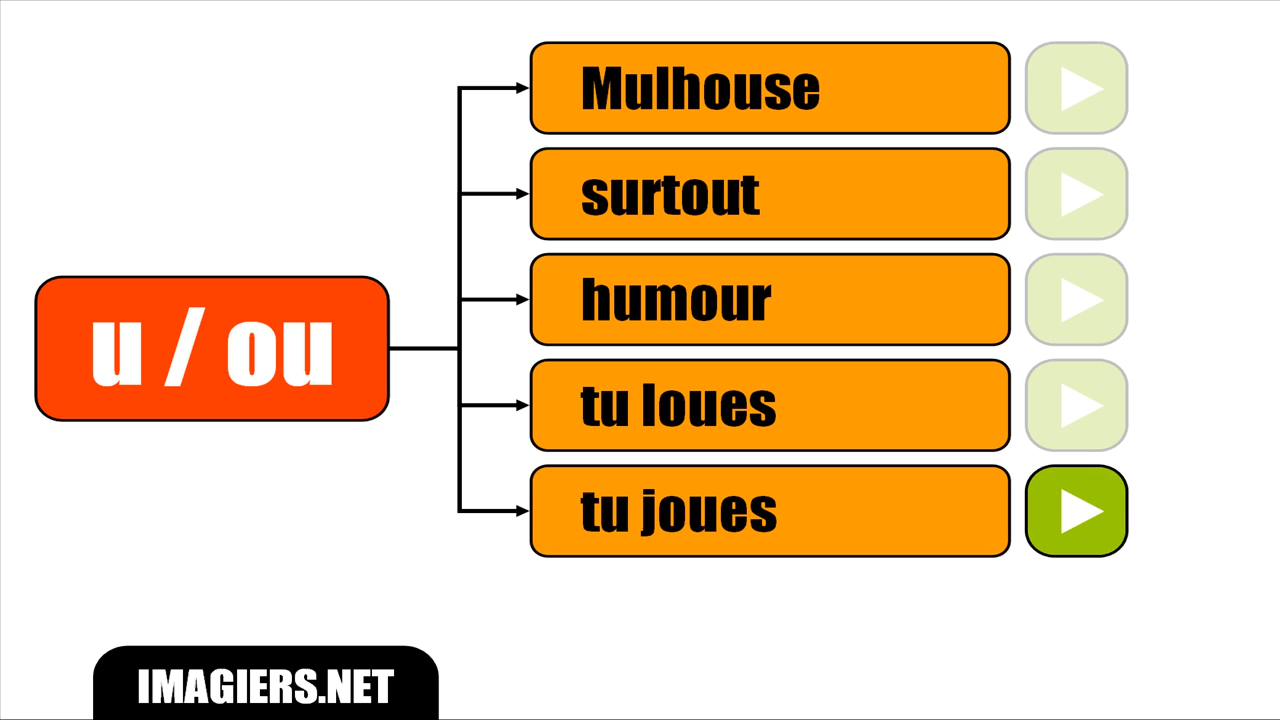 Mulhouse
surtout
humour
u / ou
tu loues
tu joues
IMAGIERS.NET